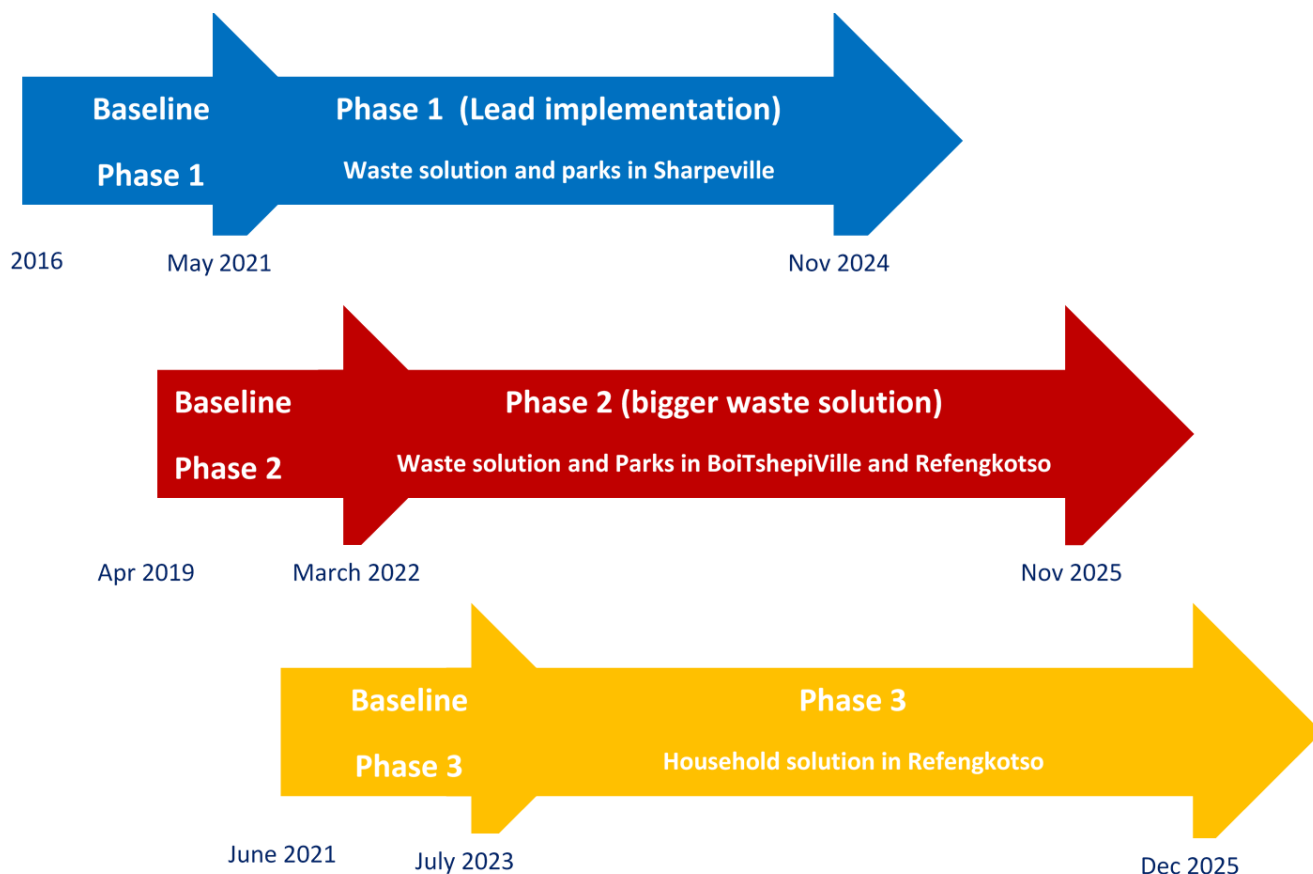 Baseline
Phase 1
Phase 1  (Lead implementation)
Waste solution and parks in Sharpeville
2016
May 2021
Nov 2024
Baseline
Phase 2
Phase 2 (bigger waste solution)
Waste solution and Parks in BoiTshepiVille and Refengkotso
Apr 2019
March 2022
Nov 2025
Baseline
Phase 3
Phase 3
Household solution in Refengkotso
June 2021
July 2023
Dec 2025